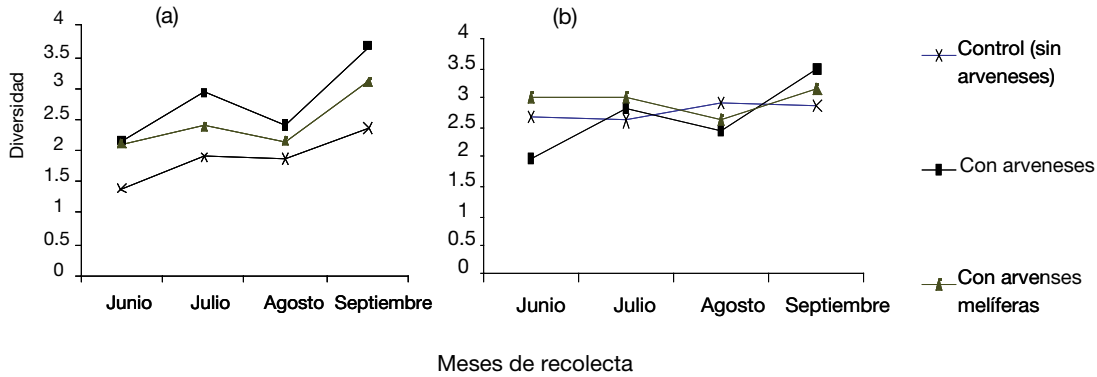 (a)
Diversidad
4
3.5
3
2.5
2
1.5
1
0.5
0
Junio Julio Agosto Septiembre
(b)
4
3.5
3
2.5
2
1.5
1
0.5
0
Junio Julio Agosto Septiembre
Meses de recolecta
Control (sin
arveneses)
Con arveneses
Con arvenses
melíferas